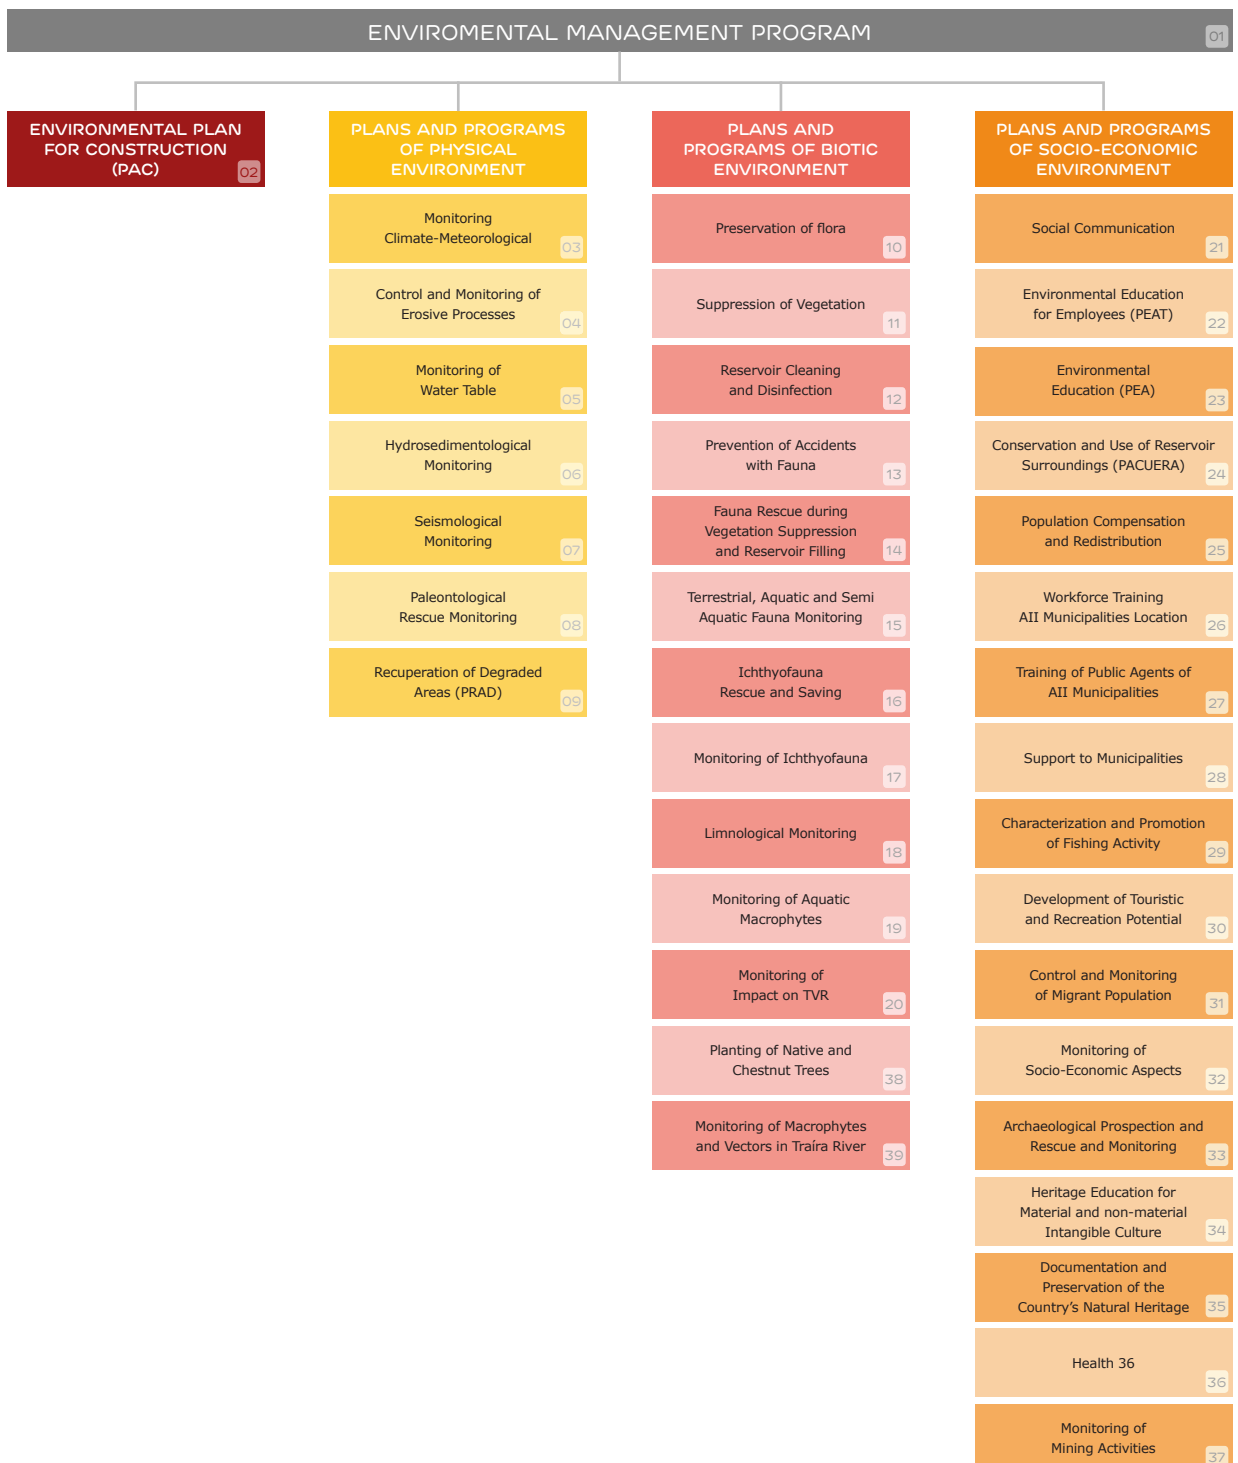 ENVIROMENTAL MANAGEMENT PROGRAM
01
ENVIRONMENTAL PLAN
FOR CONSTRUCTION
(PAC)
02
PLANS AND PROGRAMS
OF PHYSICAL
ENVIRONMENT
Monitoring
Climate-Meteorological
03
Control and Monitoring of
Erosive Processes
04
Monitoring of
Water Table
05
Hydrosedimentological
Monitoring
06
Seismological
Monitoring
07
Paleontological
Rescue Monitoring
08
Recuperation of Degraded
Areas (PRAD)
09
PLANS AND
PROGRAMS OF BIOTIC
ENVIRONMENT
Preservation of flora
10
Suppression of Vegetation
11
Reservoir Cleaning
and Disinfection
12
Prevention of Accidents
with Fauna
13
Fauna Rescue during
Vegetation Suppression
and Reservoir Filling
14
Terrestrial, Aquatic and Semi
Aquatic Fauna Monitoring
15
Ichthyofauna
Rescue and Saving
16
Monitoring of Ichthyofauna
17
Limnological Monitoring
18
Monitoring of Aquatic
Macrophytes
19
Monitoring of
Impact on TVR
20
Planting of Native and
Chestnut Trees
38
Monitoring of Macrophytes
and Vectors in Traíra River
39
PLANS AND PROGRAMS
OF SOCIO-ECONOMIC
ENVIRONMENT
Social Communication
21
Environmental Education
for Employees (PEAT)
22
Environmental
Education (PEA)
23
Conservation and Use of Reservoir
Surroundings (PACUERA)
24
Population Compensation
and Redistribution
25
Workforce Training
AII Municipalities Location
26
Training of Public Agents of
AII Municipalities
27
Support to Municipalities
28
Characterization and Promotion
of Fishing Activity
29
Development of Touristic
and Recreation Potential
30
Control and Monitoring
of Migrant Population
31
Monitoring of
Socio-Economic Aspects
32
Archaeological Prospection and
Rescue and Monitoring
33
Heritage Education for
Material and non-material
Intangible Culture
34
Documentation and
Preservation of the
Country’s Natural Heritage
35
Health 36
36
Monitoring of
Mining Activities
37